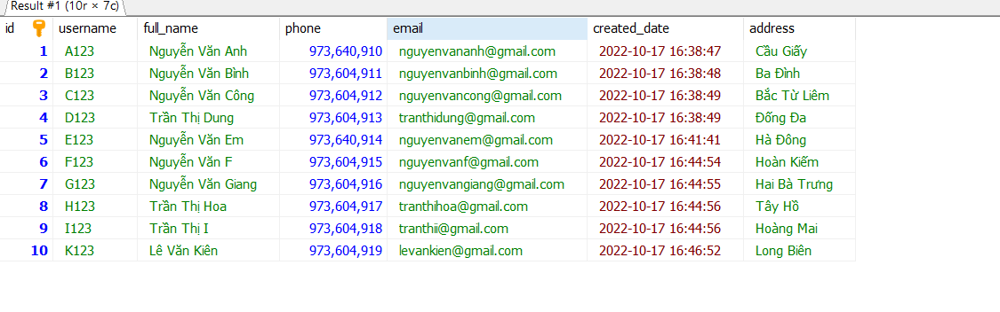 Result #1 (10r × 7c)
id username full_name phone email created_date address
1 A123 Nguyễn Văn Anh 973,640,910 nguyenvananh@gmail.com 2022-10-17 16:38:47 Cầu Giấy
2 B123 Nguyễn Văn Bình 973,604,911 nguyenvanbinh@gmail.com 2022-10-17 16:38:48 Ba Đình
3 C123 Nguyễn Văn Công 973,604,912 nguyenvancong@gmail.com 2022-10-17 16:38:49 Bắc Từ Liêm
4 D123 Trần Thị Dung 973,604,913 tranthidung@gmail.com 2022-10-17 16:38:49 Đống Đa
5 E123 Nguyễn Văn Em 973,640,914 nguyenvanem@gmail.com 2022-10-17 16:41:41 Hà Đông
6 F123 Nguyễn Văn F 973,604,915 nguyenvanf@gmail.com 2022-10-17 16:44:54 Hoàn Kiếm
7 G123 Nguyễn Văn Giang 973,604,916 nguyenvangiang@gmail.com 2022-10-17 16:44:55 Hai Bà Trưng
8 H123 Trần Thị Hoa 973,604,917 tranthihoa@gmail.com 2022-10-17 16:44:56 Tây Hồ
9 I123 Trần Thị I 973,604,918 tranthii@gmail.com 2022-10-17 16:44:56 Hoàng Mai
10 K123 Lê Văn Kiên 973,604,919 levankien@gmail.com 2022-10-17 16:46:52 Long Biên